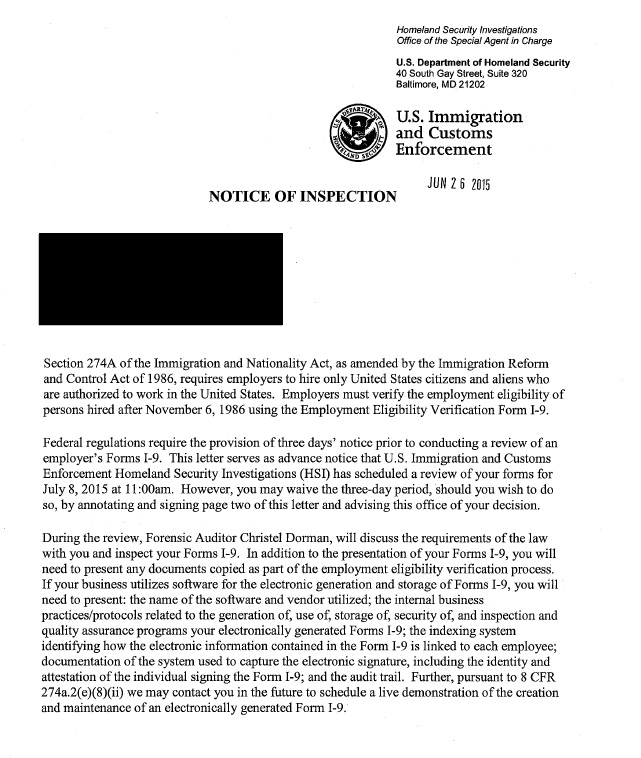 Homeland Security Investigations
Office of the Special Agent in Charge
U.S. Department of Homeland Security
40 South Gay Street, Suite 320
Baltimore, MD 21202
U.S. DEPARTMENT OF HOMELAND SECURITY
U.S. Immigration
and Customs
Enforcement
JUN 26 2015
NOTICE OF INSPECTION
Section 274A of the Immigration and Nationality Act, as amended by the Immigration Reform
and Control Act of 1986, requires employers to hire only United States citizens and aliens who
are authorized to work in the United States. Employers must verify the employment eligibility of
persons hired after November 6, 1986 using the Employment Eligibility Verification Form I-9.
Federal regulations require the provision of three days' notice prior to conducting a review of an
employer's Forms I-9. This letter serves as advance notice that U.S. Immigration and Customs
Enforcement Homeland Security Investigations (HSI) has scheduled a review of your forms for
July 8, 2015 at 11:00am. However, you may waive the three-day period, should you wish to do
so, by annotating and signing page two of this letter and advising this office of your decision.
During the review, Forensic Auditor Christel Dorman, will discuss the requirements of the law
with you and inspect your Forms I-9. In addition to the presentation of your Forms I-9, you will
need to present any documents copied as part of the employment eligibility verification process.
If your business utilizes software for the electronic generation and storage of Forms I-9, you will
need to present: the name of the software and vendor utilized; the internal business
practices/protocols related to the generation of, use of, storage of, security of, and inspection and
quality assurance programs your electronically generated Forms I-9; the indexing system
identifying how the electronic information contained in the Form I-9 is linked to each employee;
documentation of the system used to capture the electronic signature, including the identity and
attestation of the individual signing the Form I-9; and the audit trail. Further, pursuant to 8 CFR
274a.2(e)(8)(ii) we may contact you in the future to schedule a live demonstration of the creation
and maintenance of an electronically generated Form I-9.